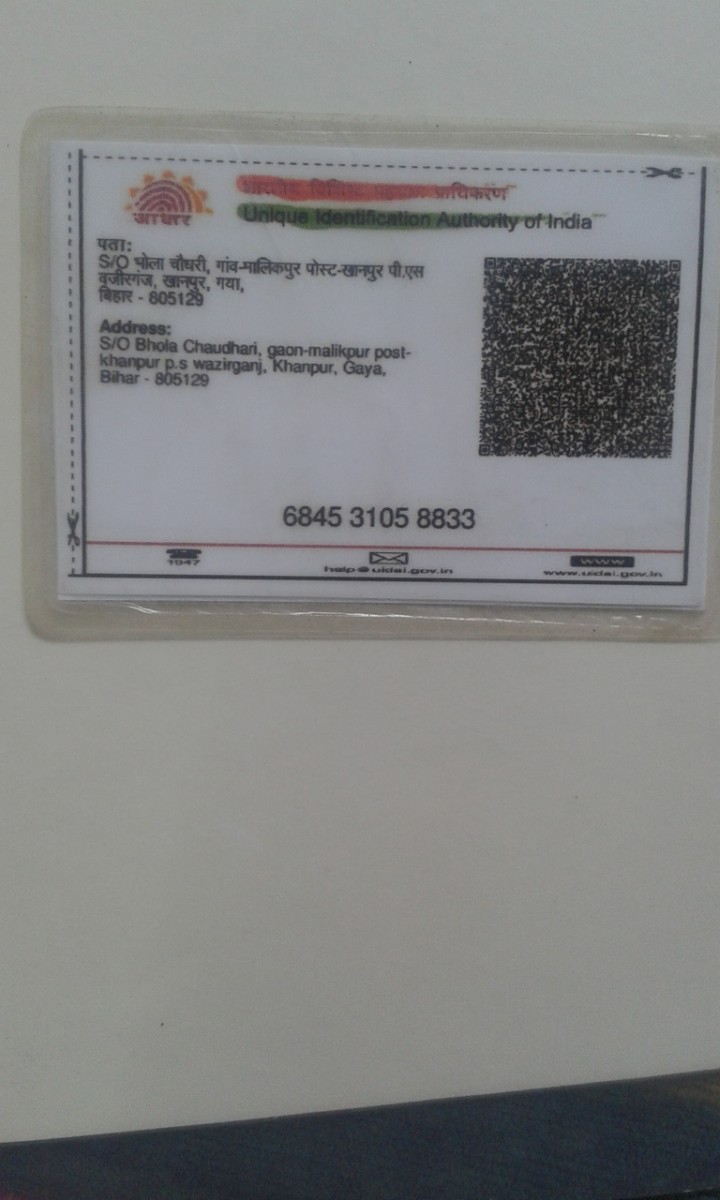 भारतीय विशिष्ट पहचान प्राधिकरण
आधार
Unique Identification Authority of India
पता:
S/O भोला चौधरी, गांव-मालिकपुर पोस्ट-खानपुर पी.एस
वजीरगंज, खानपुर, गया,
बिहार - 805129
Address:
S/O Bhola Chaudhari, gaon-malikpur post-
khanpur p.s wazirganj, Khanpur, Gaya,
Bihar - 805129
6845 3105 8833
1947
help@uidai.gov.in
www
www.uidai.gov.in